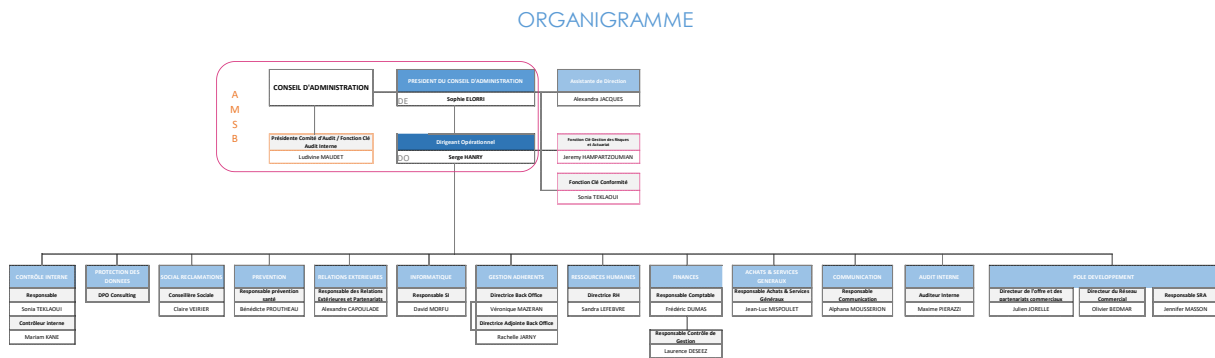 ORGANIGRAMME
A
M
S
B
CONSEIL D'ADMINISTRATION
PRESIDENT DU CONSEIL D'ADMINISTRATION
DE
Sophie ELORRI
Assistante de Direction
Alexandra JACQUES
Présidente Comité d'Audit / Fonction Clé
Audit Interne
Ludivine MAUDET
Dirigeant Opérationnel
DO
Serge HANRY
Fonction Clé Gestion des Risques
et Actuariat
Jeremy HAMPARTZOUMIAN
Fonction Clé Conformité
Sonia TEKLAOUI
CONTRÔLE INTERNE
Responsable
Sonia TEKLAOUI
Contrôleur Interne
Mariam KANE
PROTECTION DES
DONNEES
DPO Consulting
SOCIAL RECLAMATIONS
Conseillère Sociale
Claire VEIRIER
PREVENTION
Responsable prévention
santé
Bénédicte PROUTHEAU
RELATIONS EXTERIEURES
Responsable des Relations
Extérieures et Partenariats
Alexandre CAPOULADE
INFORMATIQUE
Responsable SI
David MORFU
GESTION ADHERENTS
Directrice Back Office
Véronique MAZERAN
Directrice Adjointe Back Office
Rachelle JARNY
RESSOURCES HUMAINES
Directrice RH
Sandra LEFEBVRE
FINANCES
Responsable Comptable
Frédéric DUMAS
Responsable Contrôle de
Gestion
Laurence DESEEZ
ACHATS & SERVICES
GENERAUX
Responsable Achats & Services
Généraux
Jean-Luc MISPOULET
COMMUNICATION
Responsable
Communication
Alphana MOUSSERION
AUDIT INTERNE
Auditeur Interne
Maxime PIERAZZI
POLE DEVELOPPEMENT
Directeur de l'offre et des
partenariats commerciaux
Julien JORELLE
Directeur du Réseau
Commercial
Olivier BEDMAR
Responsable SRA
Jennifer MASSON